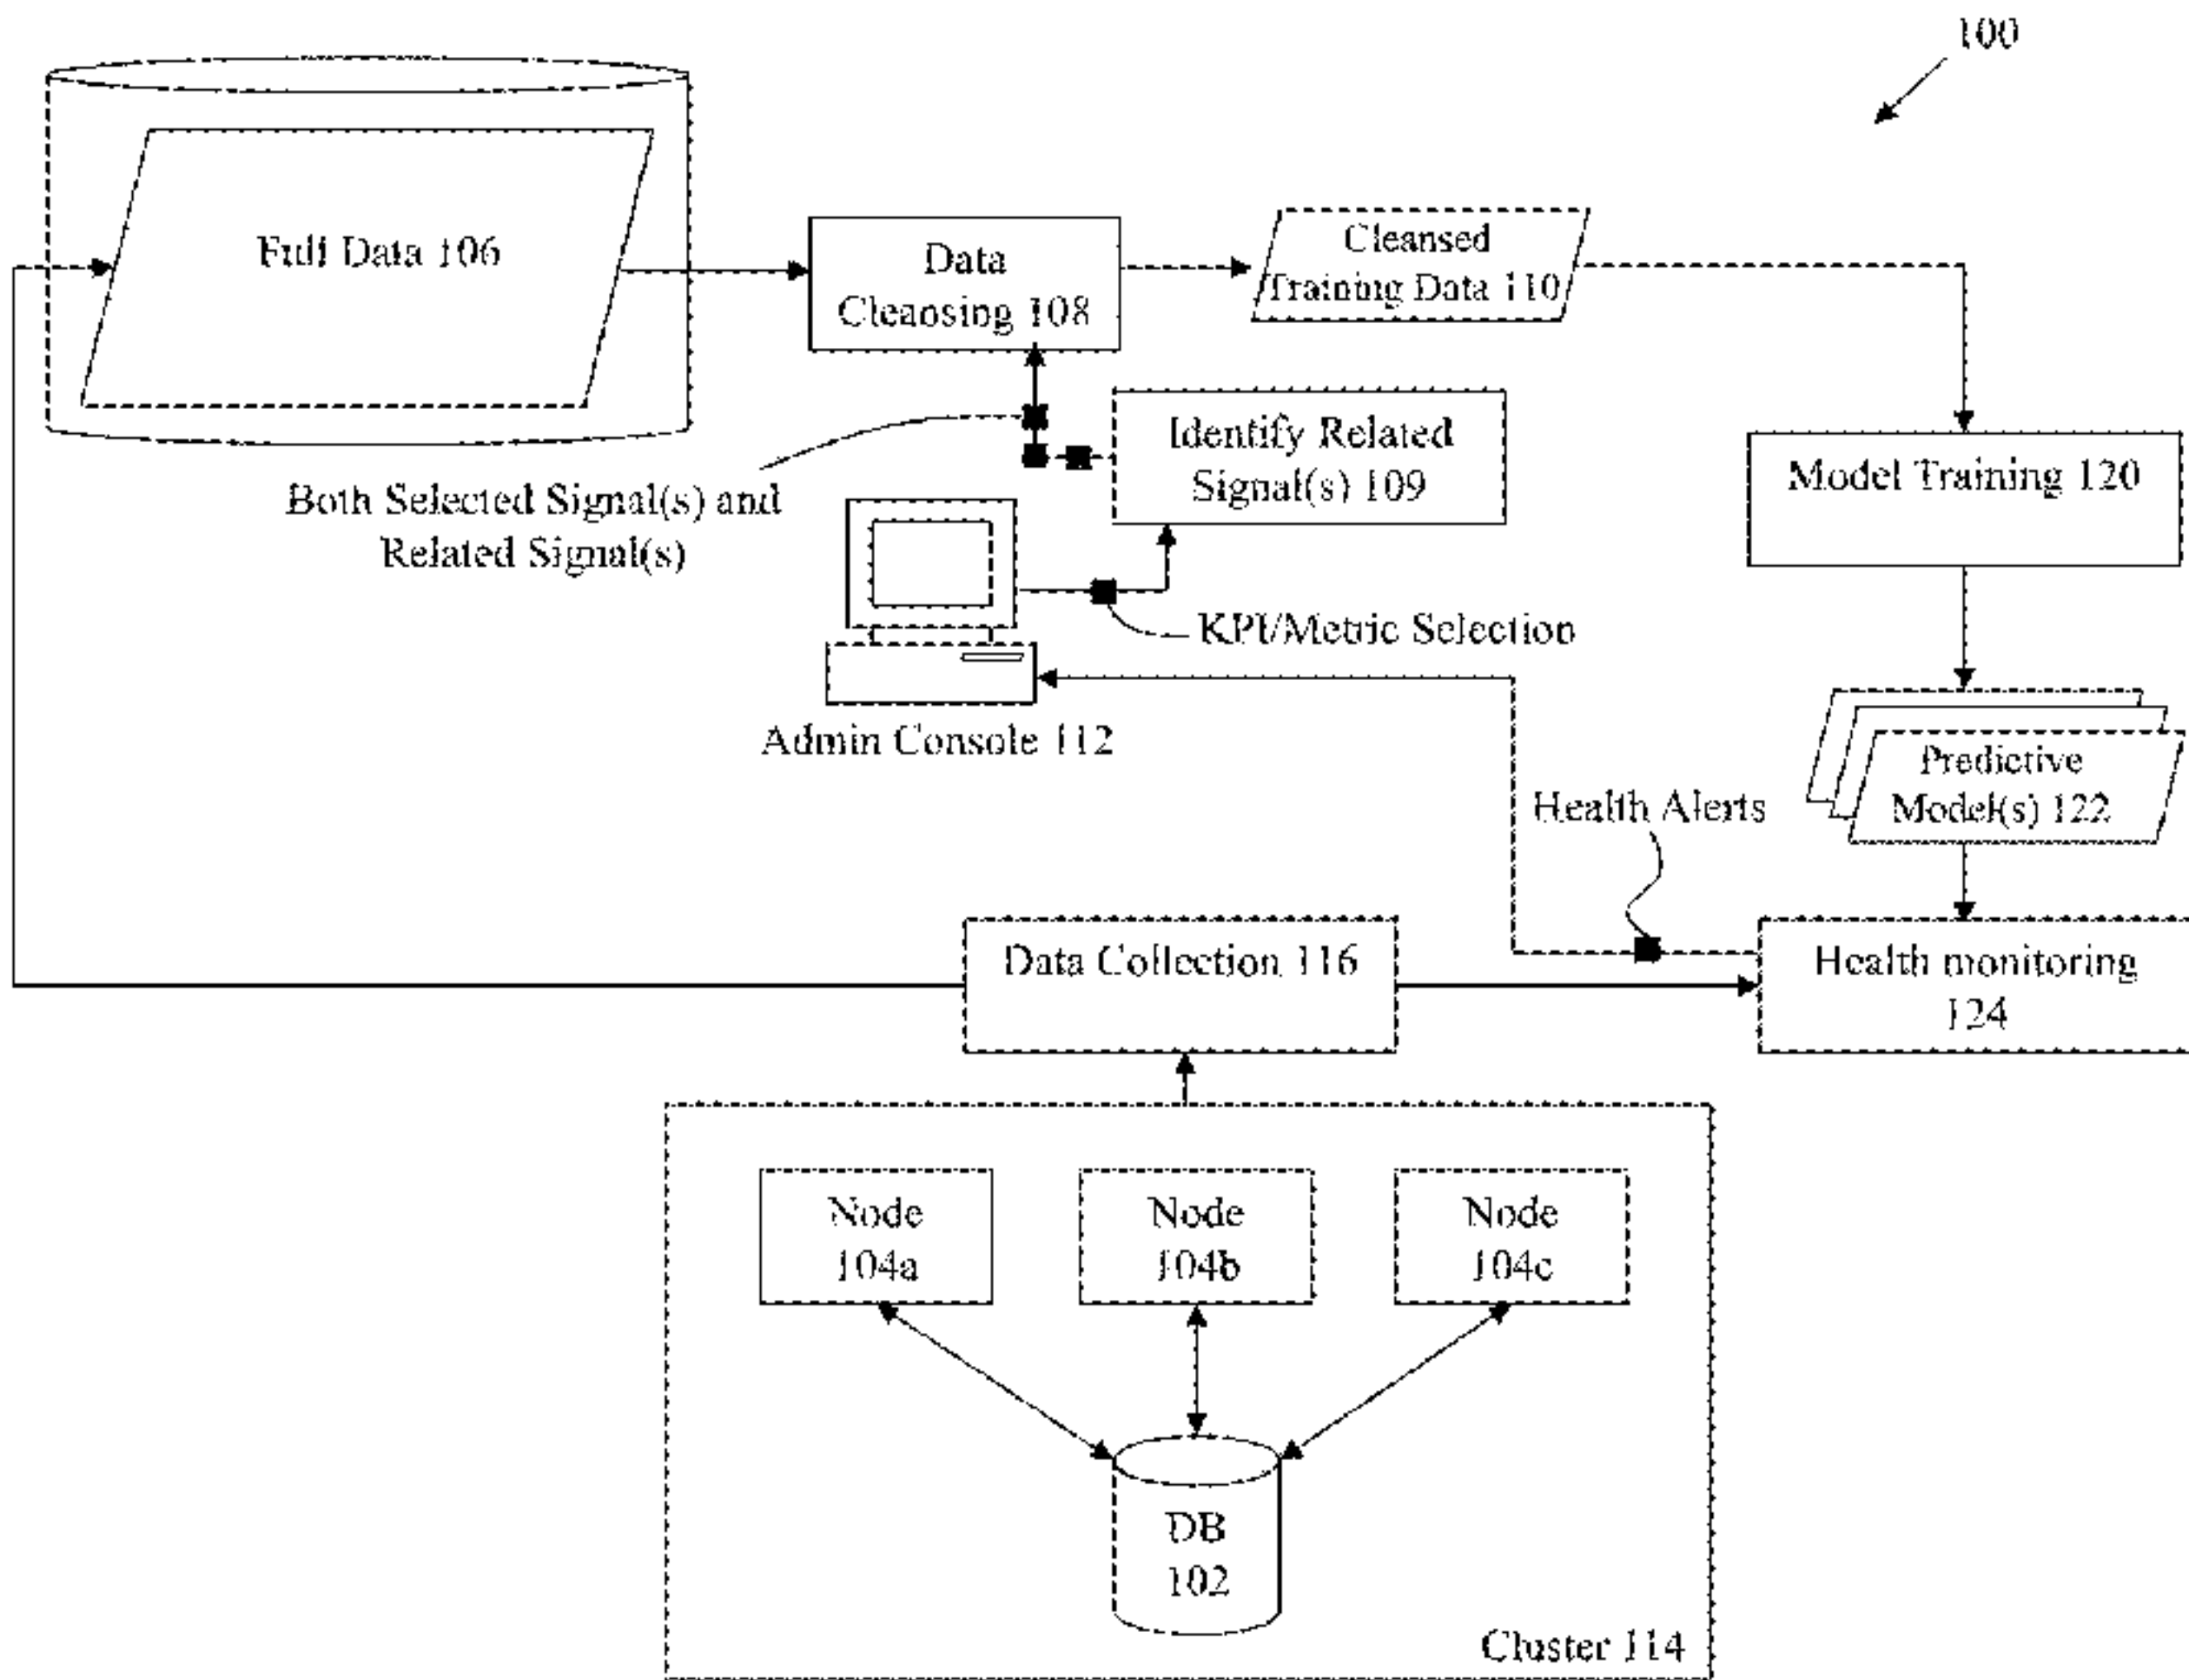 100
Full Data 106
Data
Cleansing 108
Cleansed
Training Data 110
Identify Related
Signal(s) 109
Model Training 120
Both Selected Signal(s) and
Related Signal(s)
KPI/Metric Selection
Admin Console 112
Predictive
Model(s) 122
Health Alerts
Data Collection 116
Health monitoring
124
Node
104a
Node
104b
Node
104c
DB
102
Cluster 114